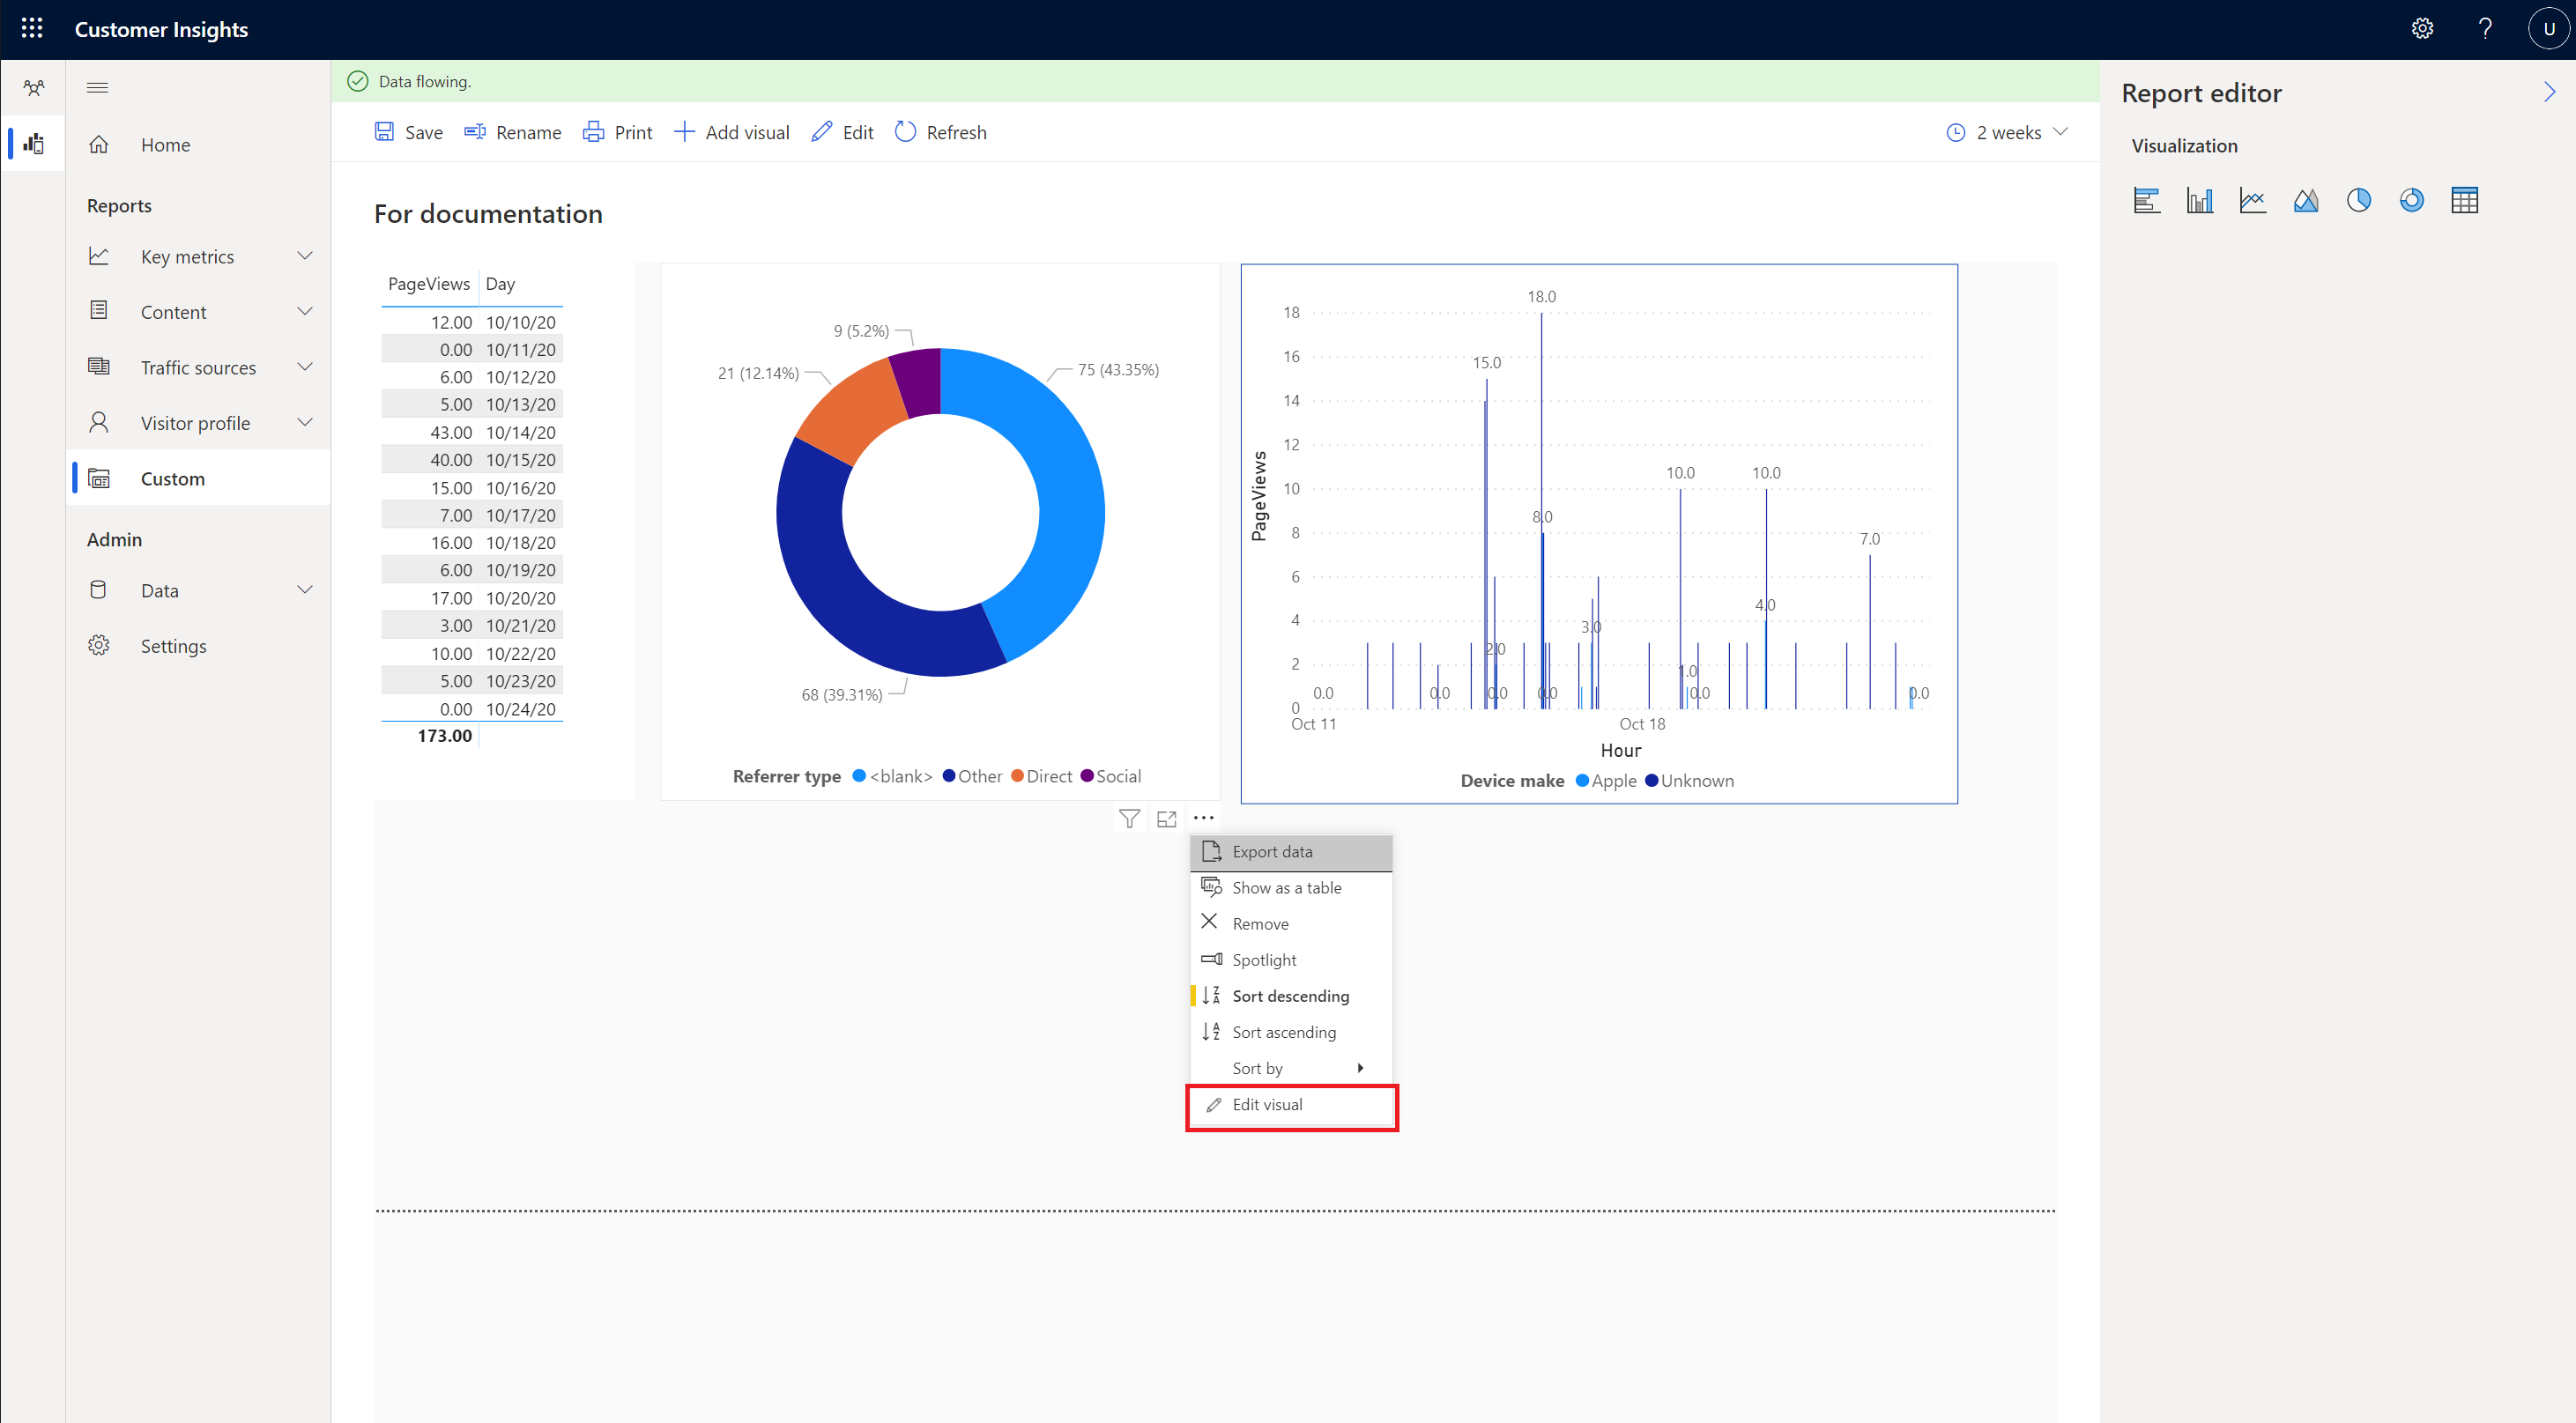 Customer Insights
U
Data flowing.
Save Rename Print Add visual Edit Refresh
2 weeks
Home
Reports
Key metrics
Content
Traffic sources
Visitor profile
Custom
Admin
Data
Settings
For documentation
PageViews Day
12.00 10/10/20
0.00 10/11/20
6.00 10/12/20
5.00 10/13/20
43.00 10/14/20
40.00 10/15/20
15.00 10/16/20
7.00 10/17/20
16.00 10/18/20
6.00 10/19/20
17.00 10/20/20
3.00 10/21/20
10.00 10/22/20
5.00 10/23/20
0.00 10/24/20
173.00
9 (5.2%)
21 (12.14%)
75 (43.35%)
68 (39.31%)
Referrer type <blank> Other Direct Social
PageViews
18
16
14
12
10
8
6
4
2
0
18.0
15.0
10.0 10.0
8.0
7.0
4.0
3.0
2.0
1.0
0.0 0.0 0.0 0.0 0.0 0.0
Oct 11 Oct 18
Hour
Device make Apple Unknown
Export data
Show as a table
Remove
Spotlight
Sort descending
Sort ascending
Sort by
Edit visual
Report editor
Visualization